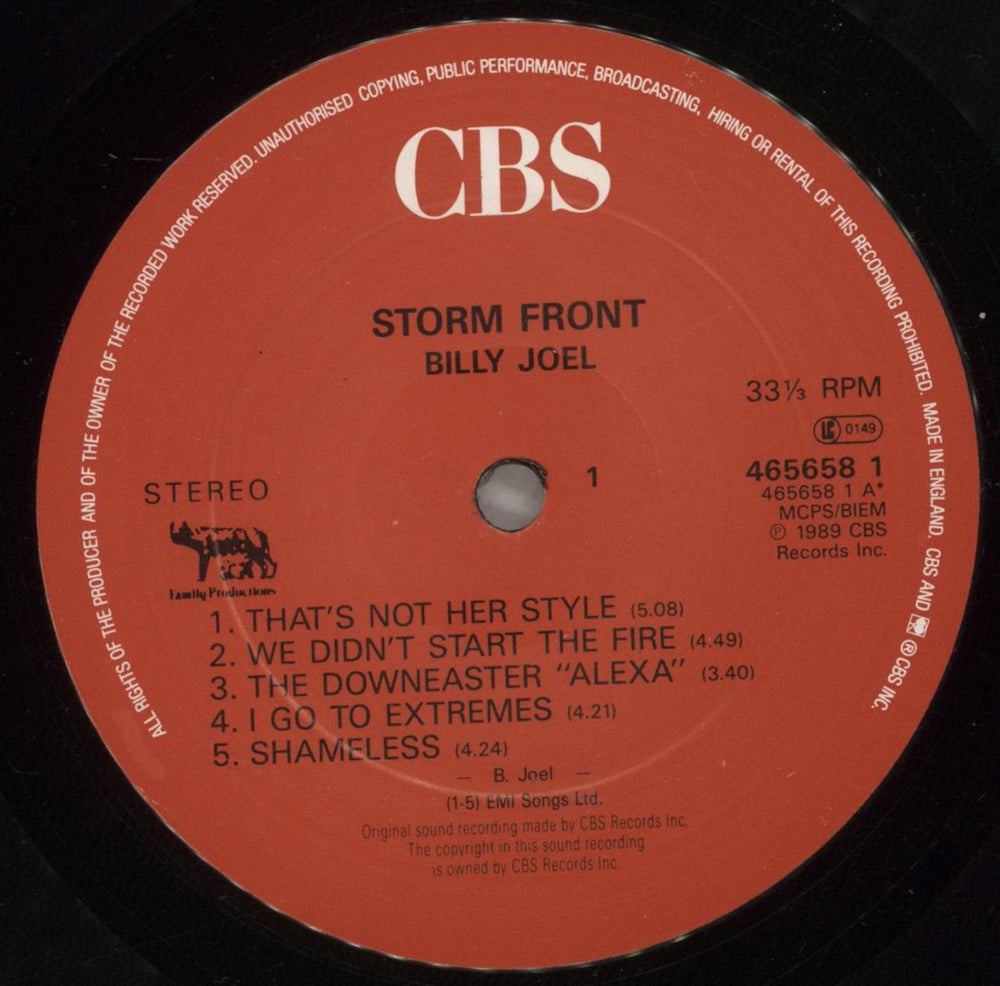 ALL RIGHTS OF THE PRODUCER AND OF THE OWNER OF THE RECORDED WORK RESERVED. UNAUTHORISED COPYING, PUBLIC PERFORMANCE, BROADCASTING, HIRING OR RENTAL OF THIS RECORDING PROHIBITED. MADE IN ENGLAND. CBS AND ® CBS INC.
CBS
STORM FRONT
BILLY JOEL
33⅓ RPM
LC 0149
1
465658 1
465658 1 A*
MCPS/BIEM
℗ 1989 CBS
Records Inc.
STEREO
Family Productions
1. THAT'S NOT HER STYLE (5.08)
2. WE DIDN'T START THE FIRE (4.49)
3. THE DOWNEASTER "ALEXA" (3.40)
4. I GO TO EXTREMES (4.21)
5. SHAMELESS (4.24)
— B. Joel —
(1-5) EMI Songs Ltd.
Original sound recording made by CBS Records Inc.
The copyright in this sound recording
is owned by CBS Records Inc.